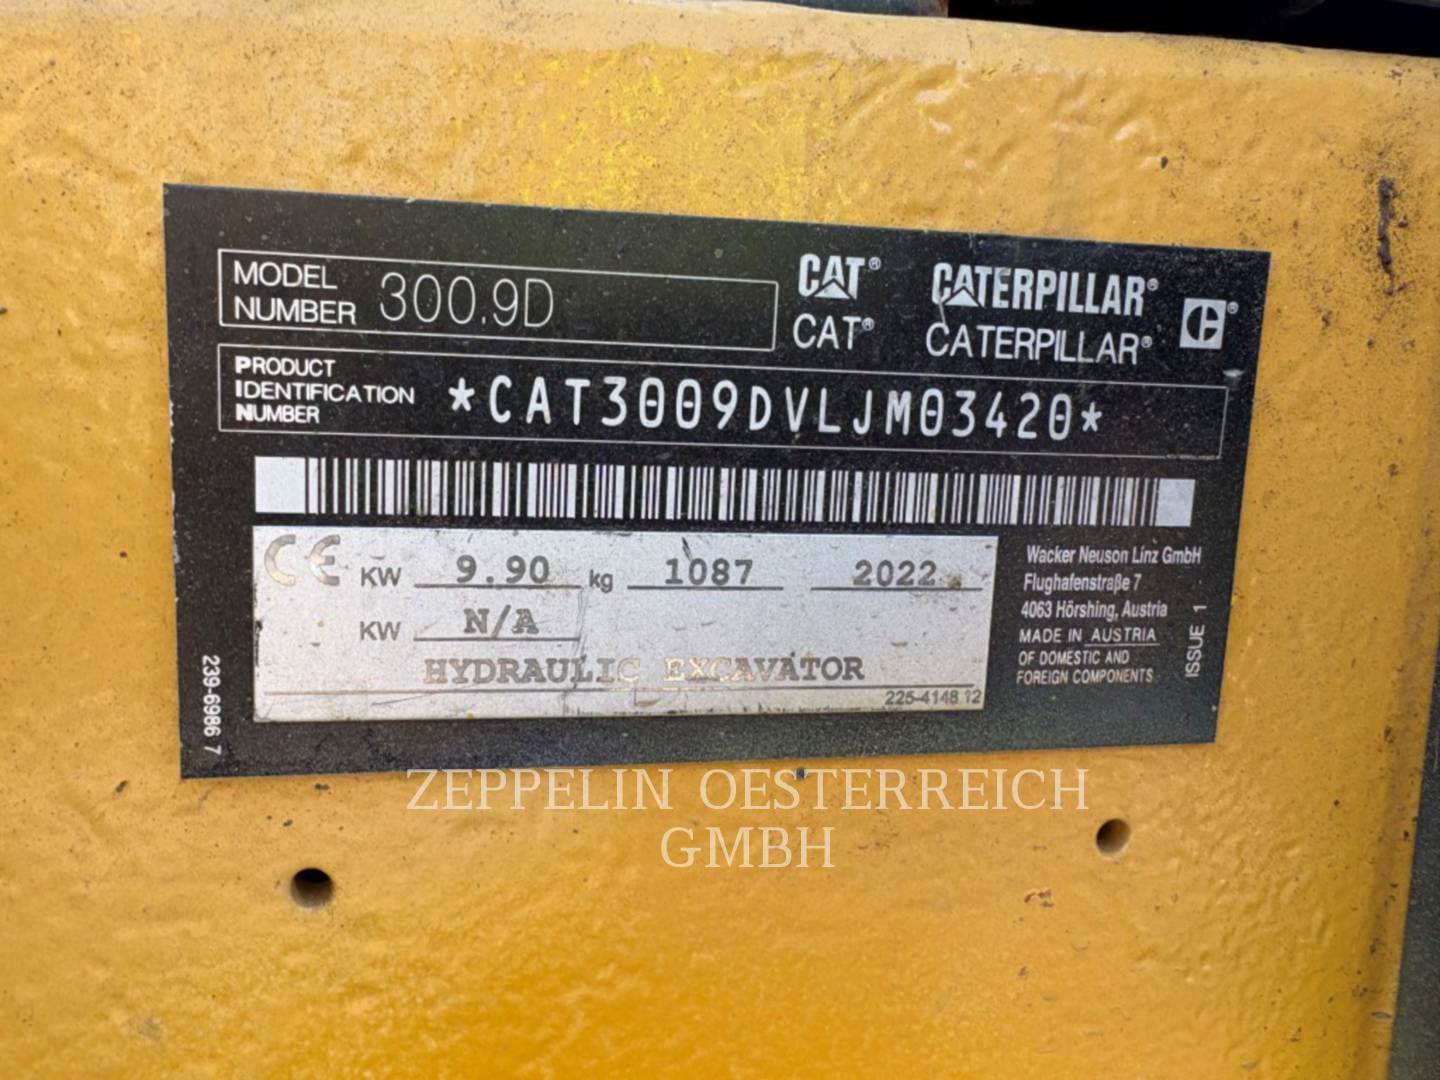 MODEL NUMBER 300.9D
CAT® CATERPILLAR®
CAT® CATERPILLAR®
PRODUCT IDENTIFICATION NUMBER *CAT3009DVLJM03420*
CE KW 9.90 kg 1087 2022
KW N/A
HYDRAULIC EXCAVATOR
225-4148 12
Wacker Neuson Linz GmbH
Flughafenstraße 7
4063 Hörshing, Austria
MADE IN AUSTRIA
OF DOMESTIC AND
FOREIGN COMPONENTS
ISSUE 1
239-6986 7
ZEPPELIN OESTERREICH
GMBH